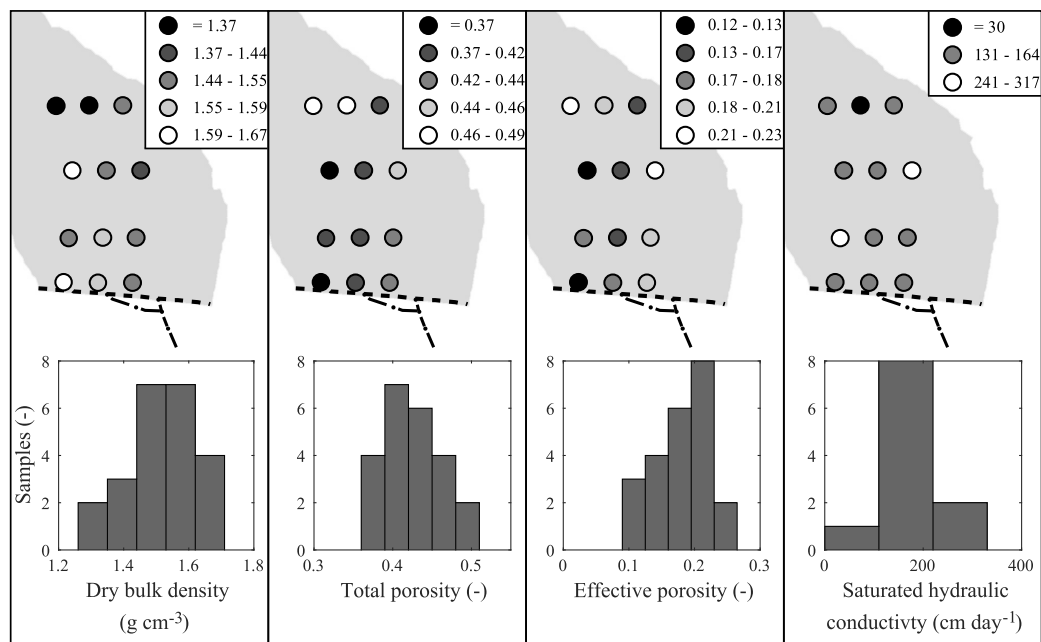 = 1.37
1.37 - 1.44
1.44 - 1.55
1.55 - 1.59
1.59 - 1.67
= 0.37
0.37 - 0.42
0.42 - 0.44
0.44 - 0.46
0.46 - 0.49
0.12 - 0.13
0.13 - 0.17
0.17 - 0.18
0.18 - 0.21
0.21 - 0.23
= 30
131 - 164
241 - 317
Samples (-)
8
6
4
2
0
1.2
1.4
1.6
1.8
Dry bulk density
(g cm⁻³)
8
6
4
2
0
0.3
0.4
0.5
Total porosity (-)
8
6
4
2
0
0
0.1
0.2
0.3
Effective porosity (-)
8
6
4
2
0
0
200
400
Saturated hydraulic
conductivty (cm day⁻¹)